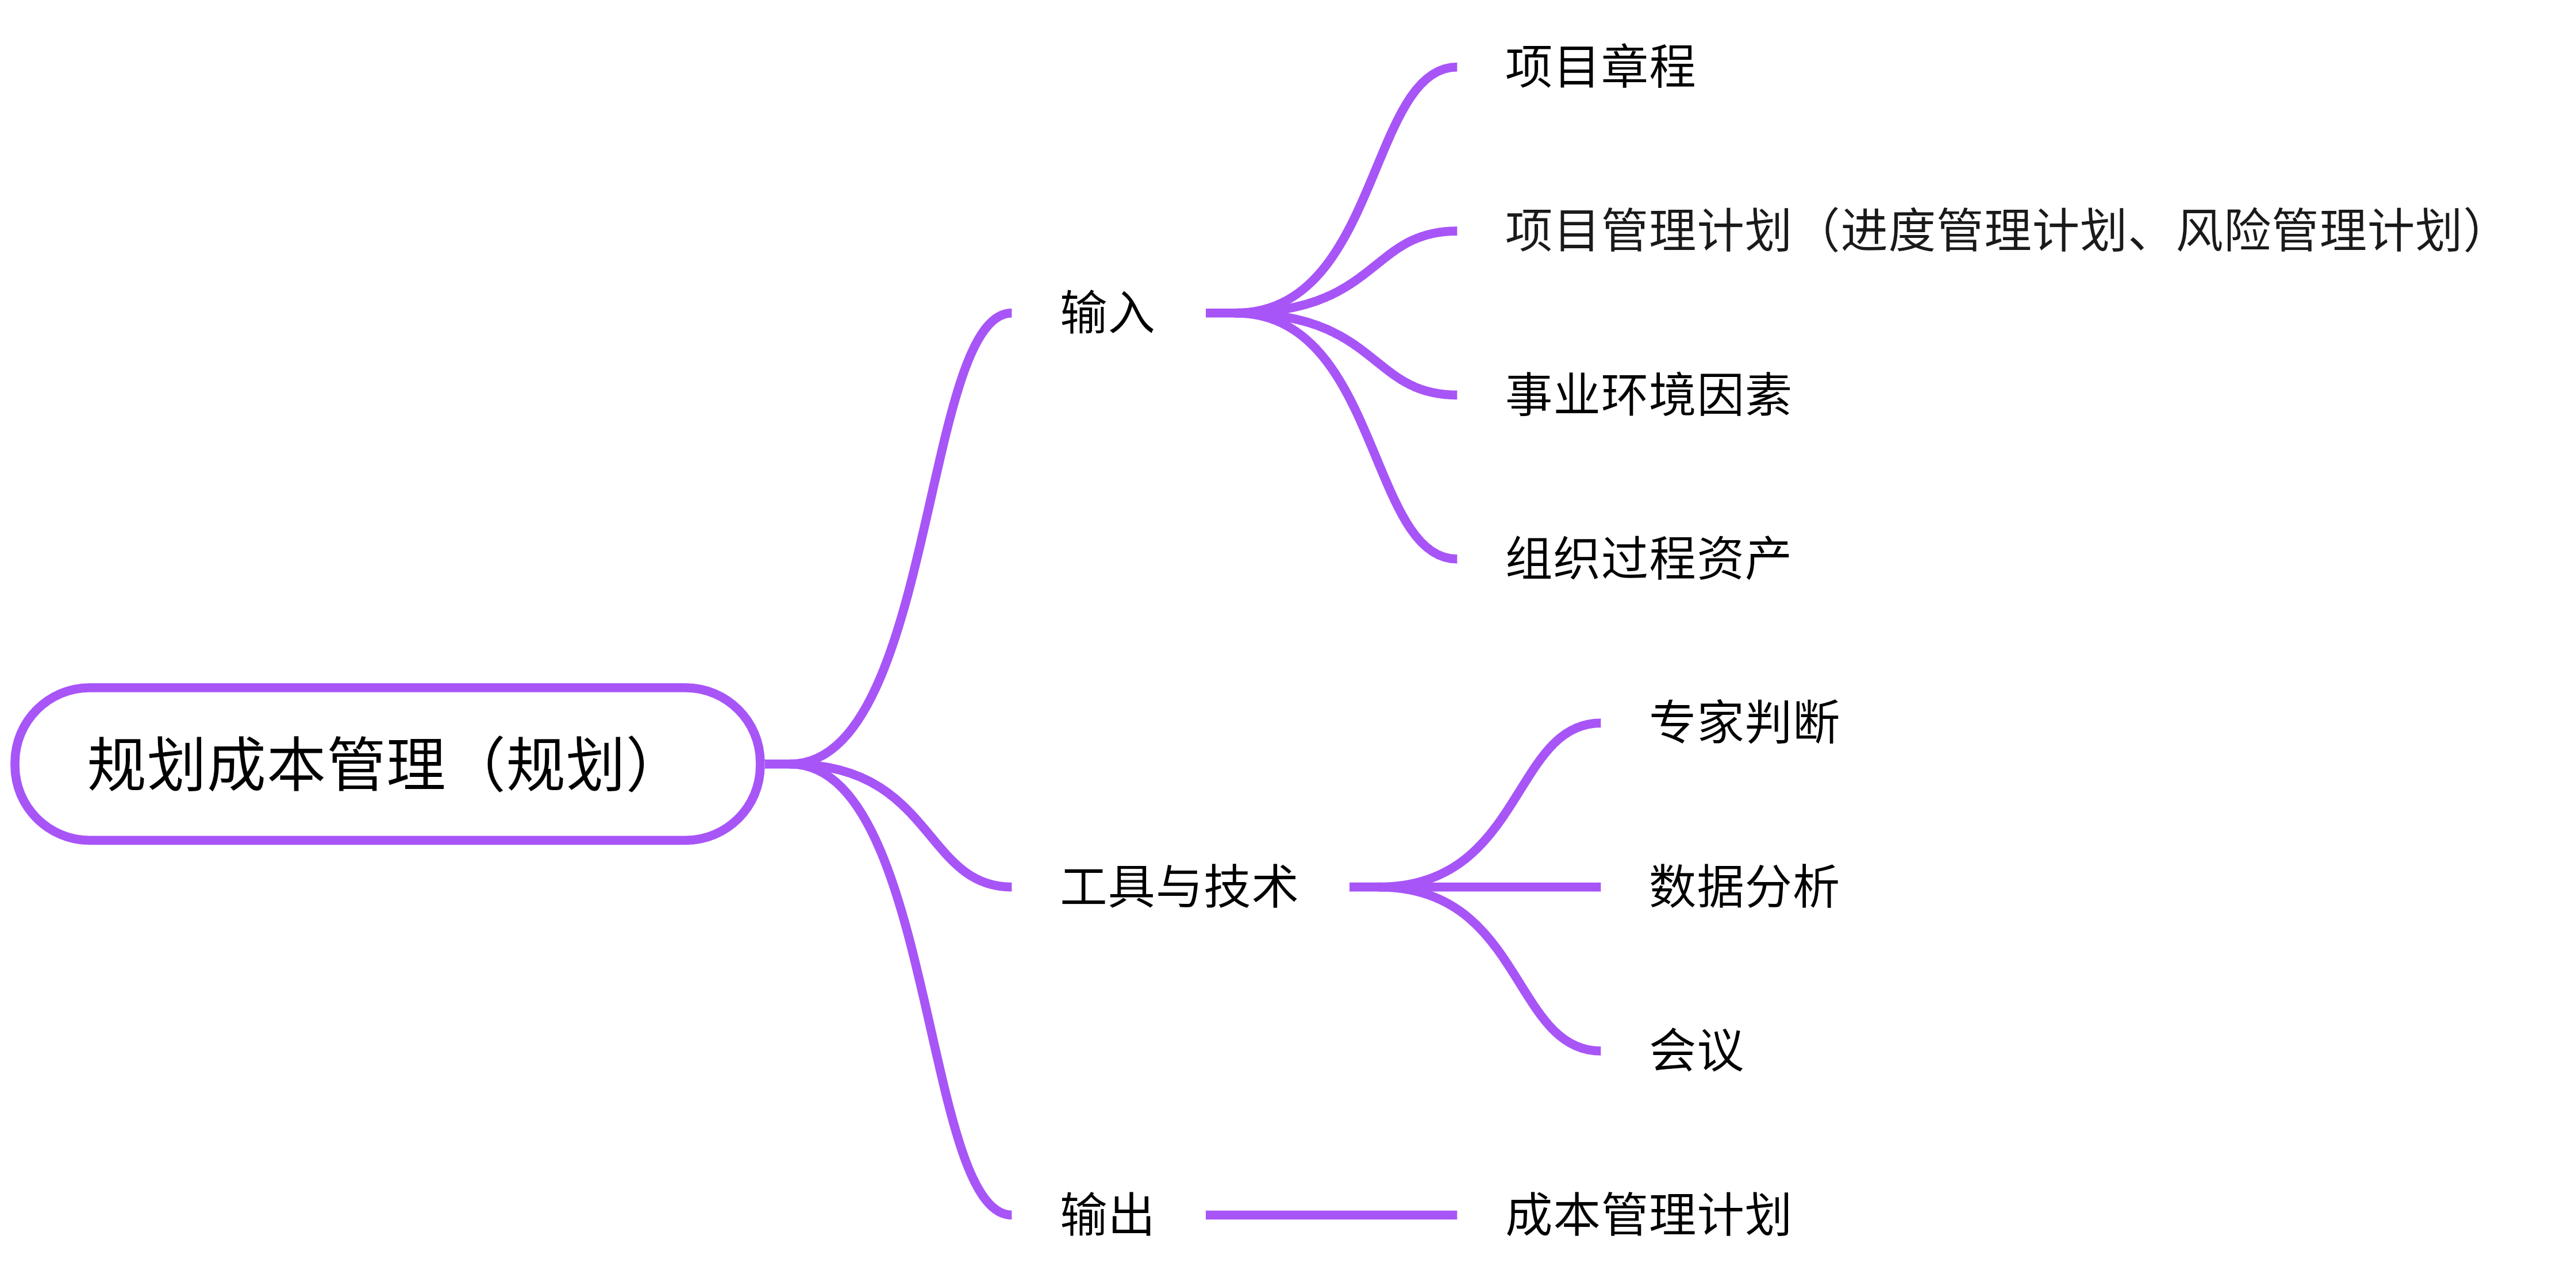 项目章程
项目管理计划（进度管理计划、风险管理计划）
输入
事业环境因素
组织过程资产
专家判断
规划成本管理（规划）
工具与技术
数据分析
会议
输出
成本管理计划